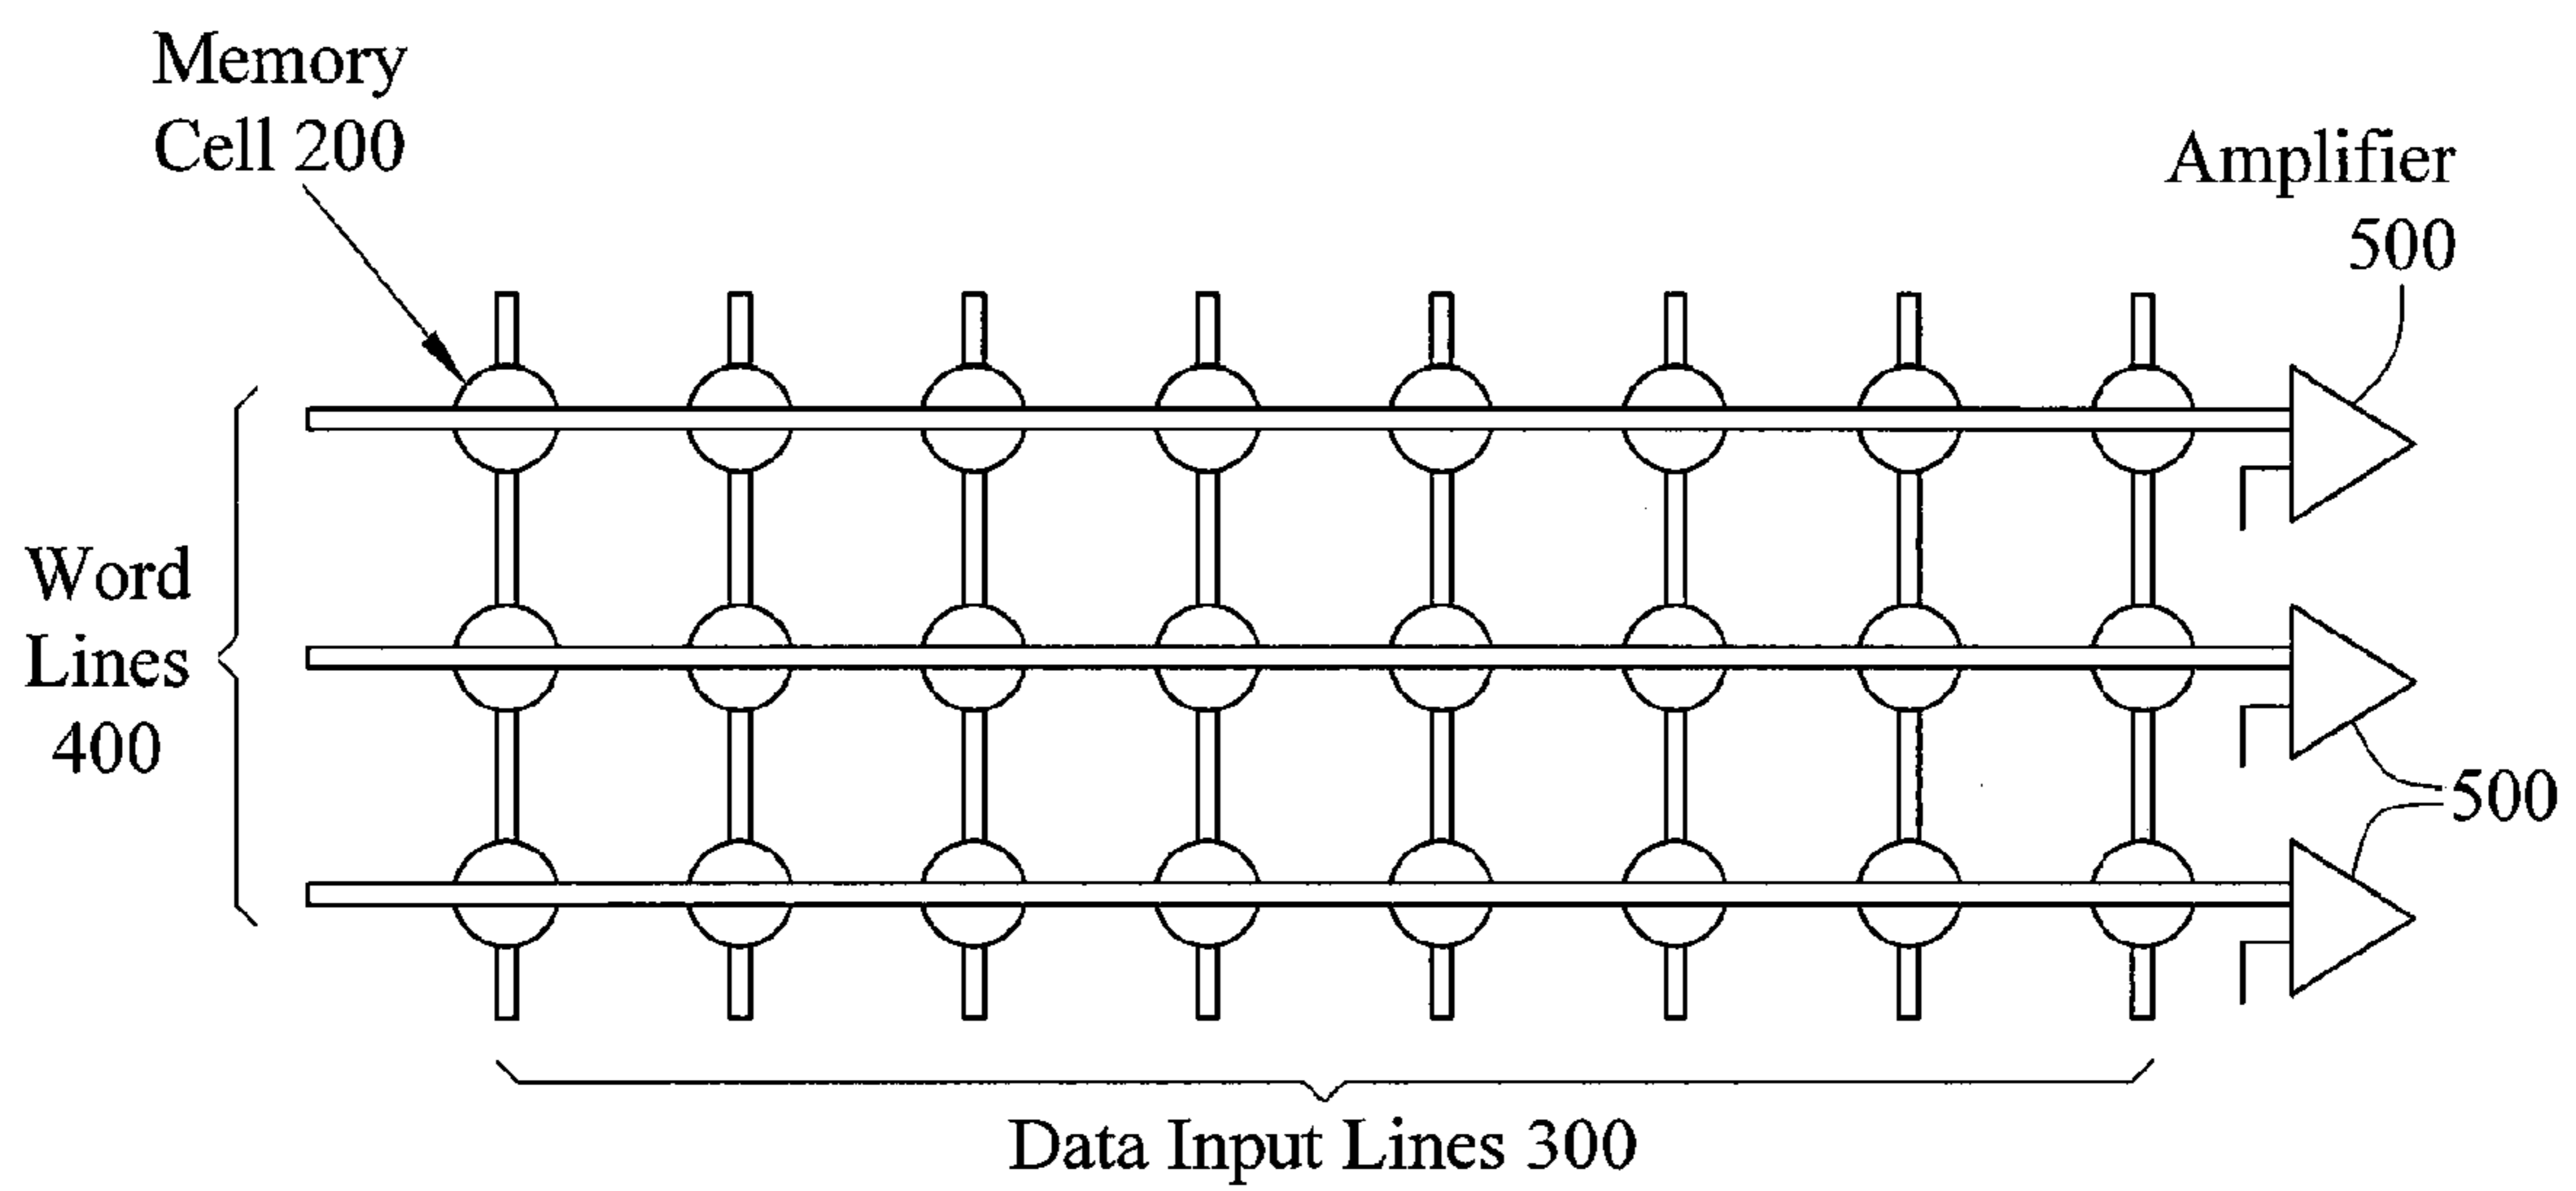 Memory
Cell 200
Amplifier
500
Word
Lines
400
500
Data Input Lines 300